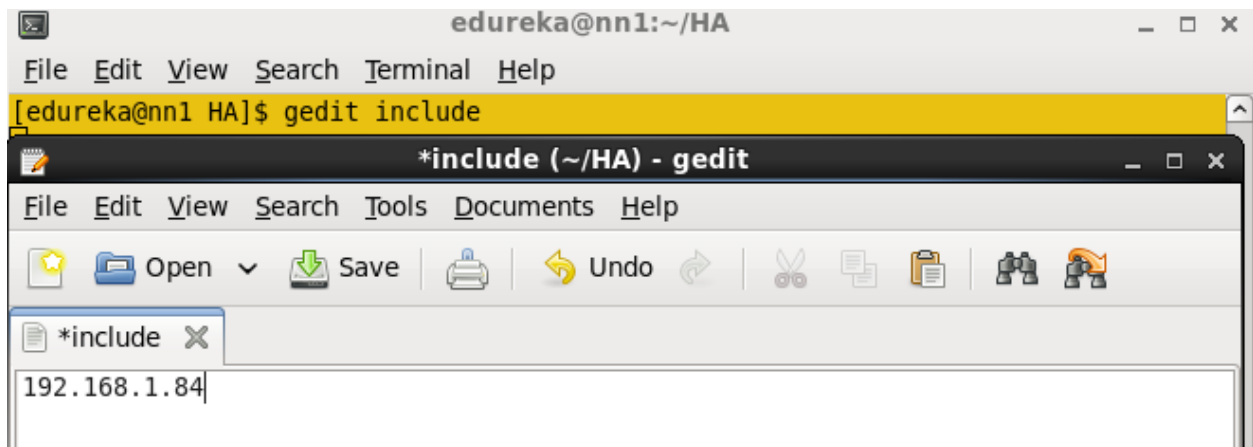 edureka@nn1:~/HA
File Edit View Search Terminal Help
[edureka@nn1 HA]$ gedit include
*include (~/HA) - gedit
File Edit View Search Tools Documents Help
Open Save Undo
*include
192.168.1.84